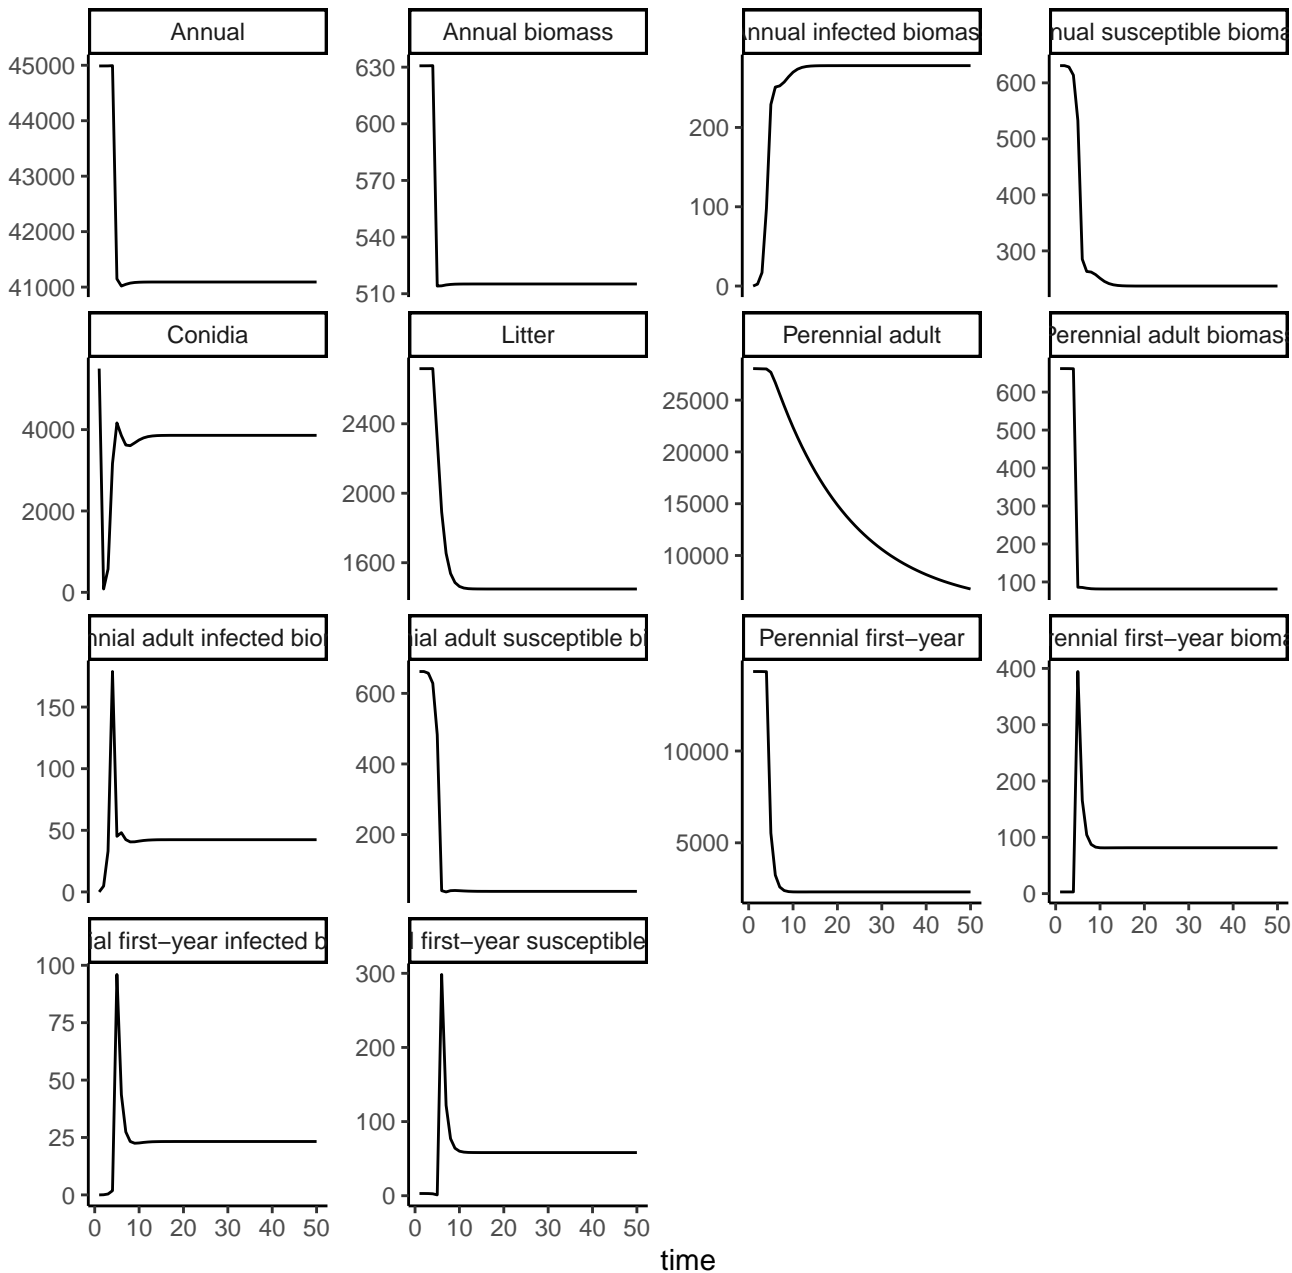 Annual
Annual biomass
nnual infected biomas
nual susceptible bioma
45000
44000
43000
42000
41000
630
600
570
540
510
200
100
0
600
500
400
300
Conidia
Litter
Perennial adult
Perennial adult biomas
4000
2000
0
2400
2000
1600
25000
20000
15000
10000
600
500
400
300
200
100
nnial adult infected bio
ial adult susceptible bi
Perennial first−year
rennial first−year bioma
150
100
50
0
600
400
200
10000
5000
400
300
200
100
0
0 10 20 30 40 50
0 10 20 30 40 50
ial first−year infected b
l first−year susceptible
100
75
50
25
0
300
200
100
0
0 10 20 30 40 50
0 10 20 30 40 50
time